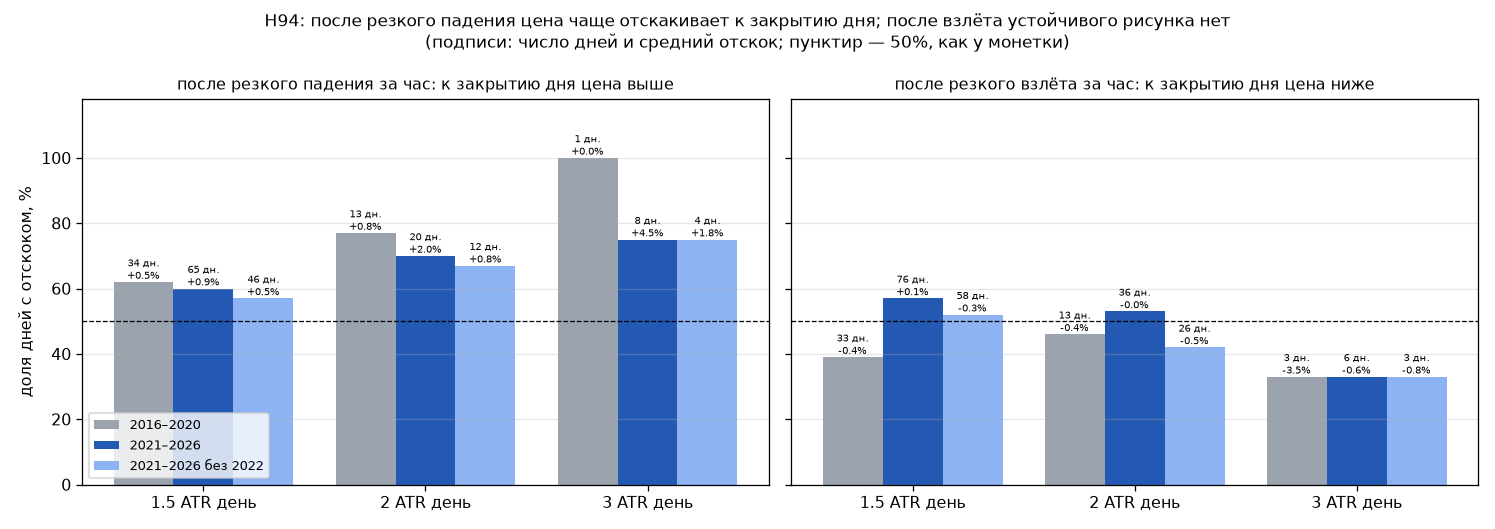 H94: после резкого падения цена чаще отскакивает к закрытию дня; после взлёта устойчивого рисунка нет
(подписи: число дней и средний отскок; пунктир — 50%, как у монетки)
после резкого падения за час: к закрытию дня цена выше
доля дней с отскоком, %
100
80
60
40
20
0
34 дн.
+0.5%
65 дн.
+0.9%
46 дн.
+0.5%
13 дн.
+0.8%
20 дн.
+2.0%
12 дн.
+0.8%
1 дн.
+0.0%
8 дн.
+4.5%
4 дн.
+1.8%
2016–2020
2021–2026
2021–2026 без 2022
1.5 ATR день
2 ATR день
3 ATR день
после резкого взлёта за час: к закрытию дня цена ниже
33 дн.
-0.4%
76 дн.
+0.1%
58 дн.
-0.3%
13 дн.
-0.4%
36 дн.
-0.0%
26 дн.
-0.5%
3 дн.
-3.5%
6 дн.
-0.6%
3 дн.
-0.8%
1.5 ATR день
2 ATR день
3 ATR день